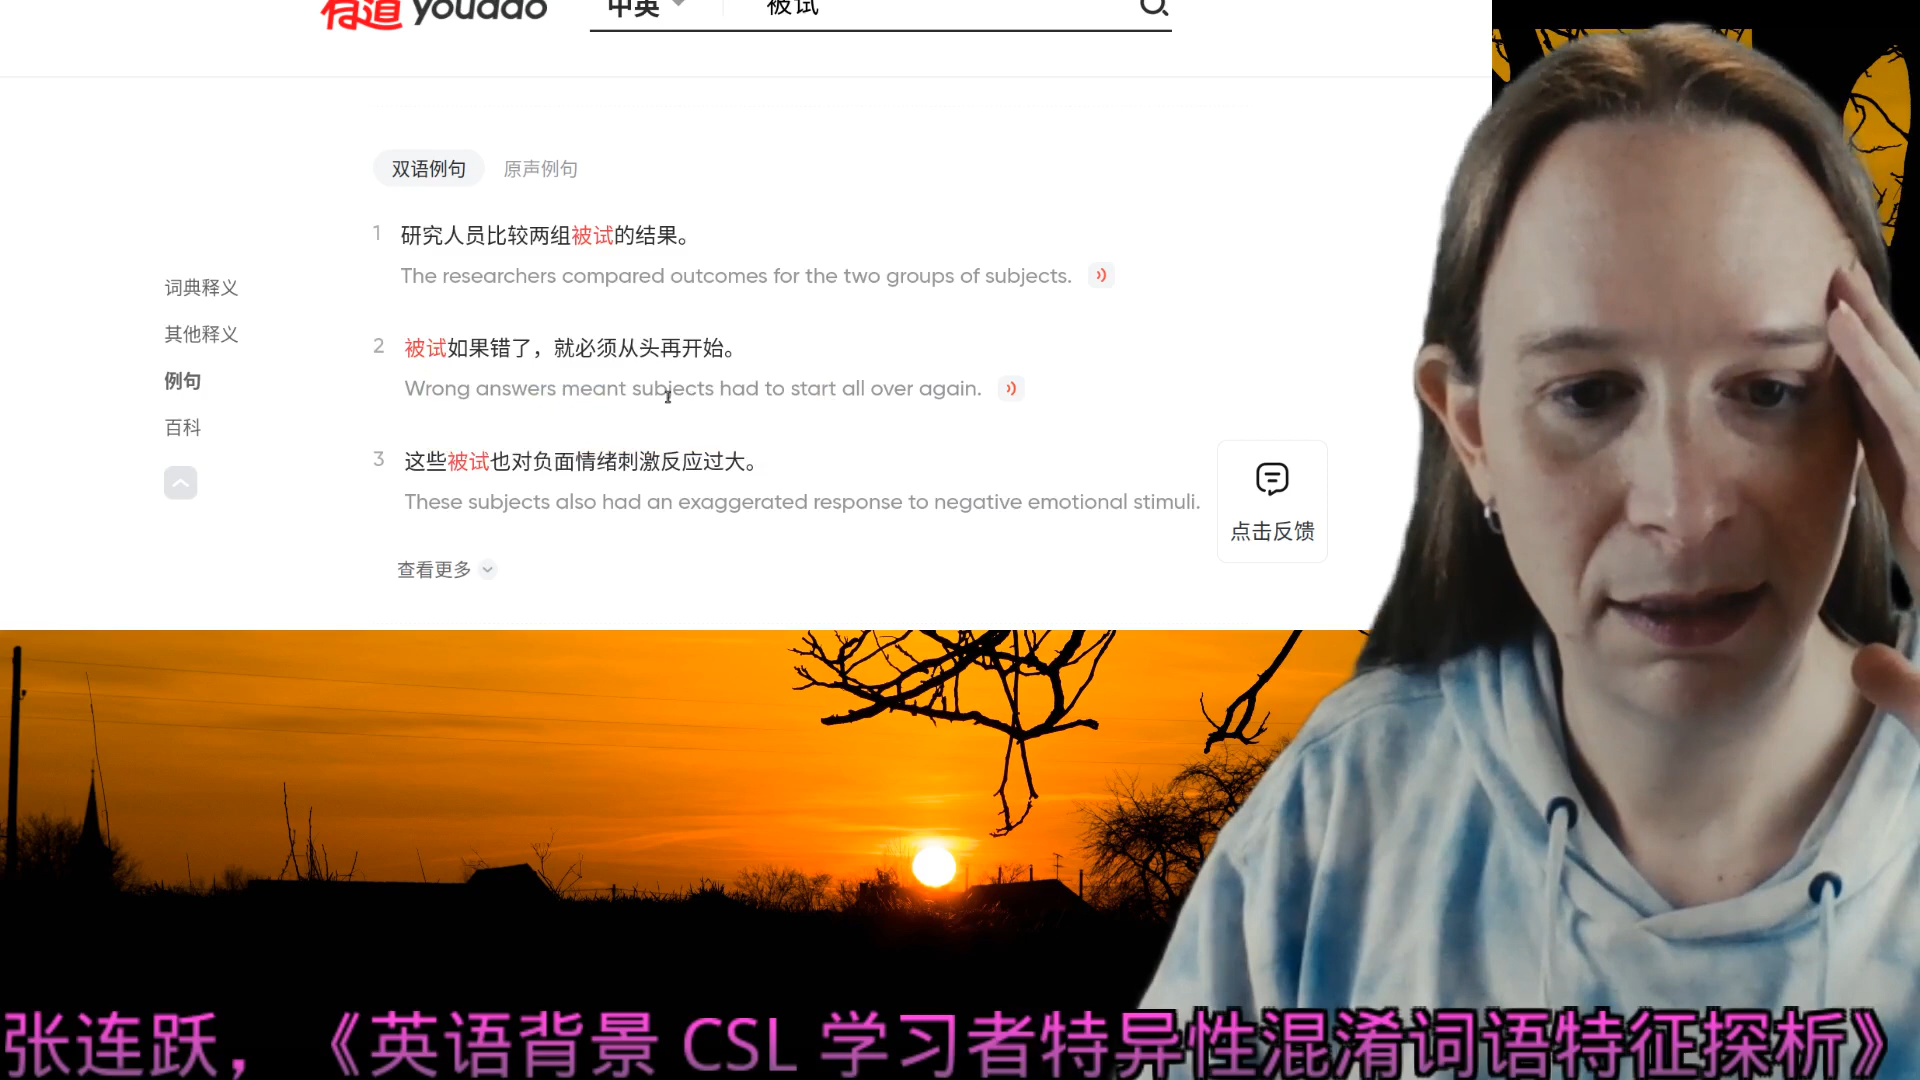 有道 youdao
中英
被试
双语例句
原声例句
1 研究人员比较两组被试的结果。
The researchers compared outcomes for the two groups of subjects.
2 被试如果错了，就必须从头再开始。
Wrong answers meant subjects had to start all over again.
3 这些被试也对负面情绪刺激反应过大。
These subjects also had an exaggerated response to negative emotional stimuli.
查看更多
词典释义
其他释义
例句
百科
点击反馈
张连跃，《英语背景 CSL 学习者特异性混淆词语特征探析》